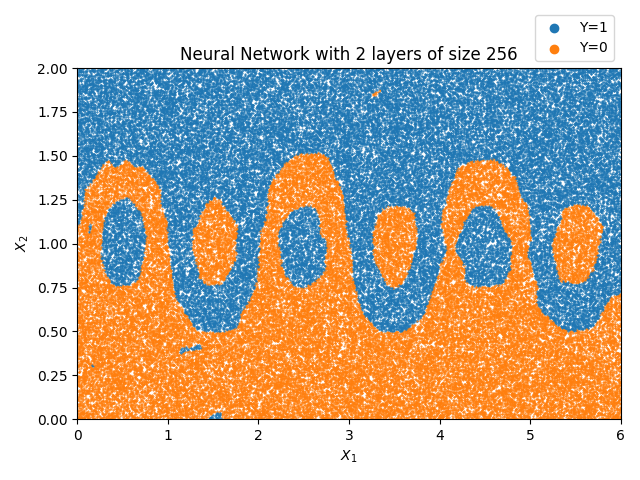 Y=1
Y=0
Neural Network with 2 layers of size 256
2.00
1.75
1.50
1.25
1.00
0.75
0.50
0.25
0.00
X₂
0 1 2 3 4 5 6
X₁